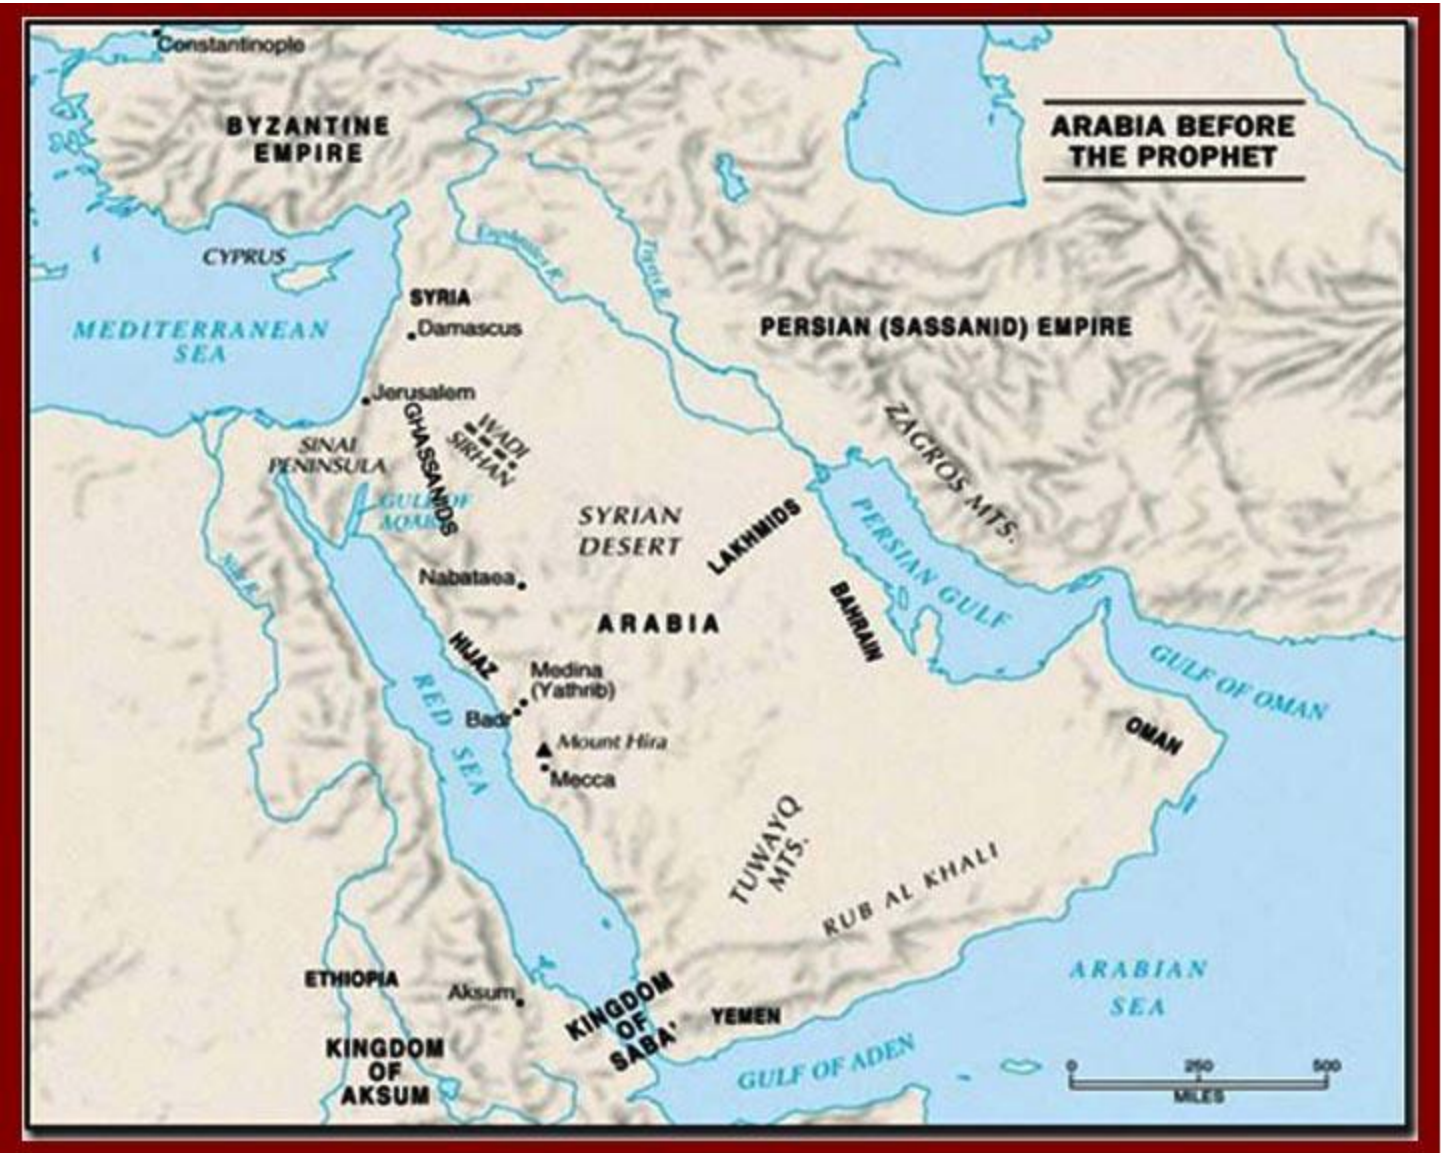 Constantinople
BYZANTINE
EMPIRE
ARABIA BEFORE
THE PROPHET
CYPRUS
Euphrates R.
Tigris R.
SYRIA
Damascus
MEDITERRANEAN
SEA
PERSIAN (SASSANID) EMPIRE
Jerusalem
GHASSANIDS
WADI
SIRHAN
SINAI
PENINSULA
GULF OF
AQABA
ZAGROS MTS.
SYRIAN
DESERT
LAKHMIDS
PERSIAN GULF
Nile R.
Nabataea
ARABIA
BAHRAIN
HIJAZ
Medina
(Yathrib)
Badr
RED SEA
Mount Hira
Mecca
GULF OF OMAN
OMAN
TUWAYQ
MTS.
RUB AL KHALI
ETHIOPIA
Aksum
KINGDOM
OF
SABA'
YEMEN
ARABIAN
SEA
KINGDOM
OF
AKSUM
GULF OF ADEN
0 250 500
MILES